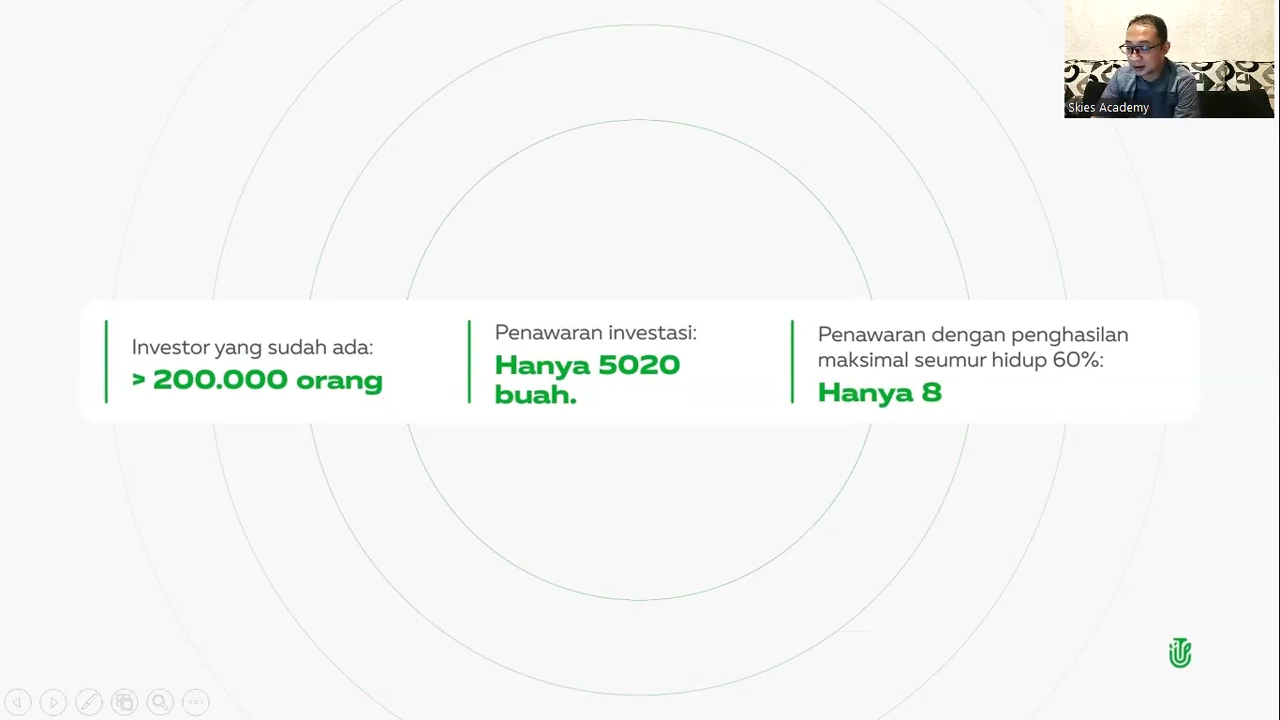 Skies Academy
Investor yang sudah ada:
> 200.000 orang
Penawaran investasi:
Hanya 5020
buah.
Penawaran dengan penghasilan
maksimal seumur hidup 60%:
Hanya 8